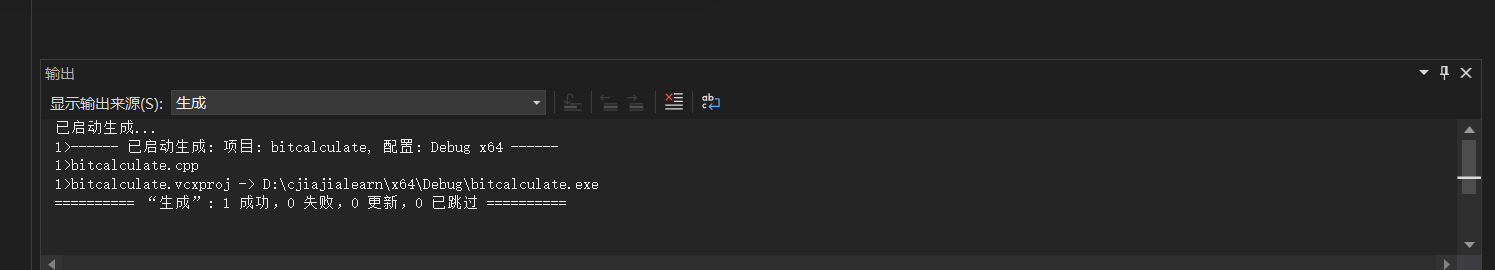 输出
显示输出来源(S): 生成
已启动生成...
1>------ 已启动生成: 项目: bitcalculate, 配置: Debug x64 ------
1>bitcalculate.cpp
1>bitcalculate.vcxproj -> D:\cjiajialearn\x64\Debug\bitcalculate.exe
========== “生成”: 1 成功，0 失败，0 更新，0 已跳过 ==========